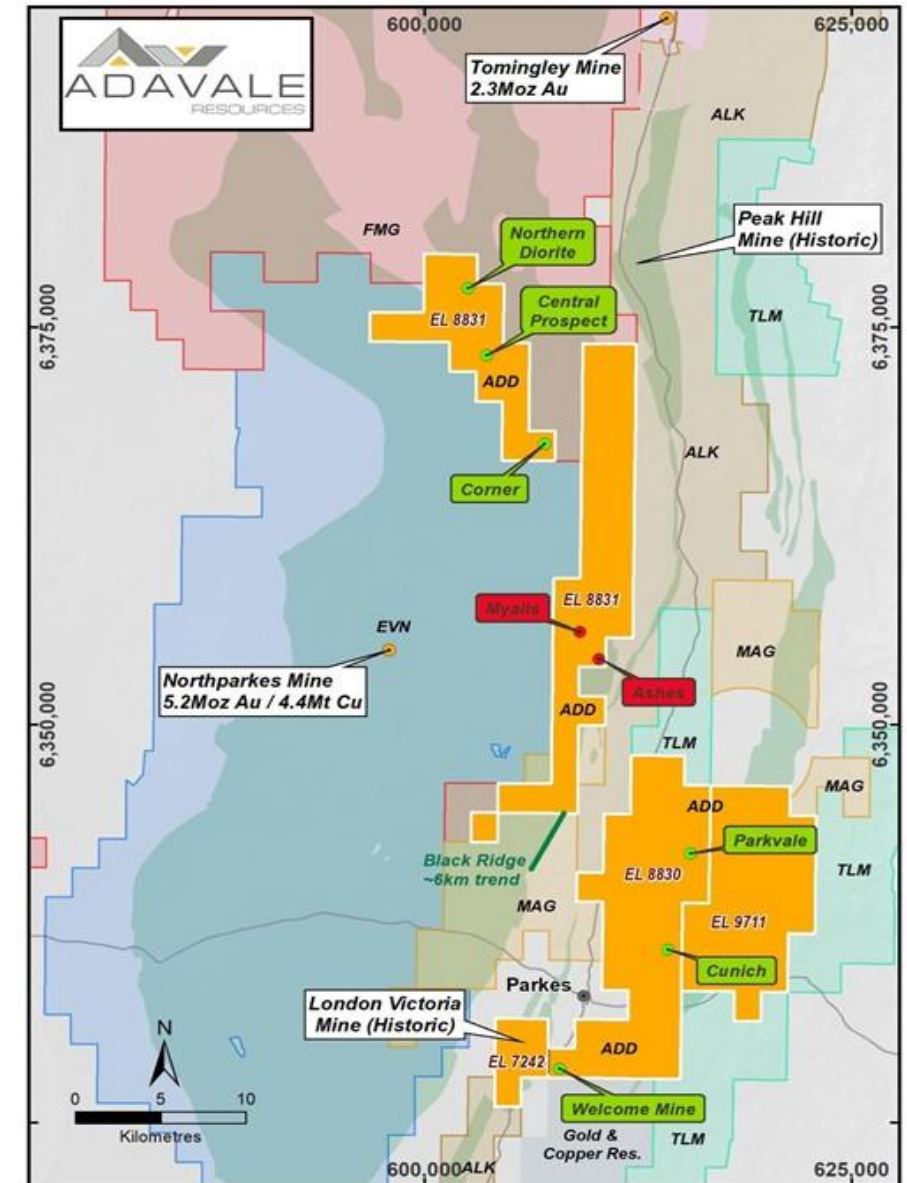 600,000
625,000
ADAVALE
RESOURCES
Tomingley Mine
2.3Moz Au
ALK
Peak Hill
Mine (Historic)
FMG
Northern
Diorite
Central
Prospect
EL 8831
TLM
6,375,000
6,375,000
ADD
ALK
Corner
Myalls
EL 8831
EVN
MAG
Northparkes Mine
5.2Moz Au / 4.4Mt Cu
Ashes
ADD
6,350,000
6,350,000
TLM
MAG
ADD
Parkvale
Black Ridge
~6km trend
EL 8830
TLM
MAG
EL 9711
Cunich
Parkes
London Victoria
Mine (Historic)
N
EL 7242
ADD
0 5 10
Kilometres
Welcome Mine
Gold &
Copper Res.
TLM
600,000
ALK
625,000